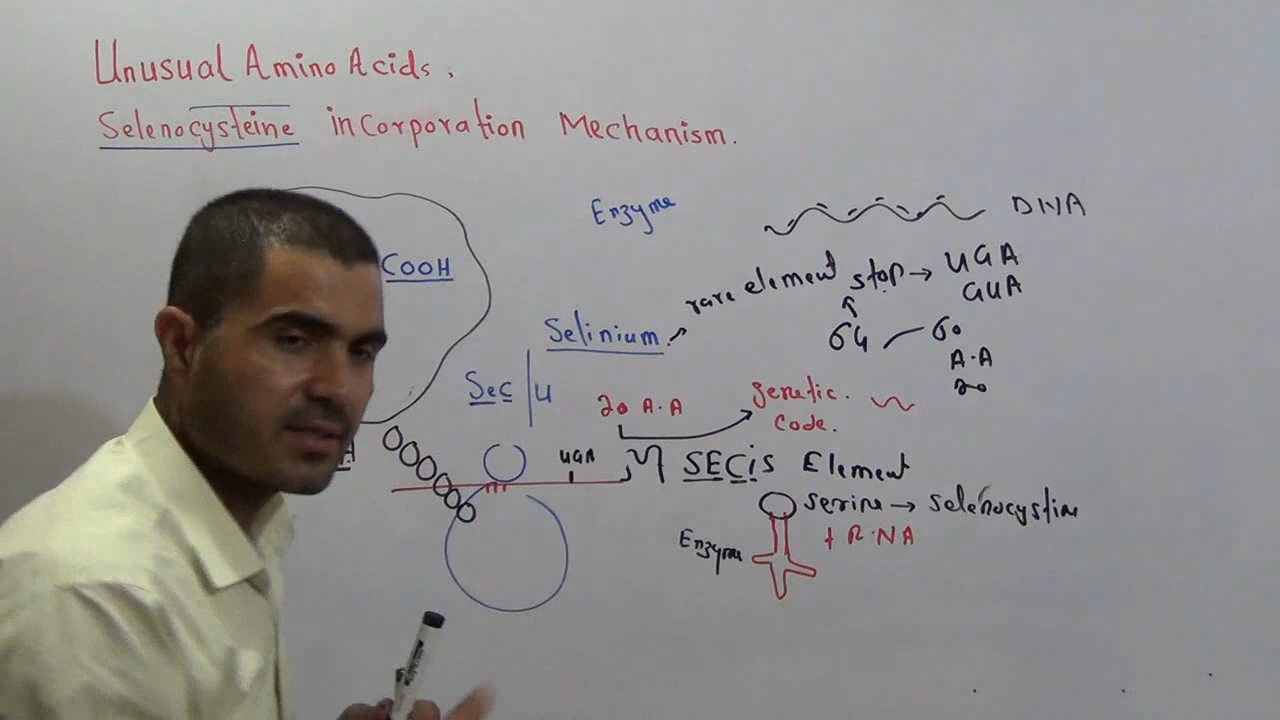 Unusual Amino Acids.
Selenocysteine incorporation Mechanism.
Enzyme
DNA
COOH
rare element stop → UGA
GUA
Selinium
64
60
A.A
20
Sec | U
20 A.A
genetic.
code.
UGA
SECiS Element
serine → selenocystine
Enzyme
tR.NA